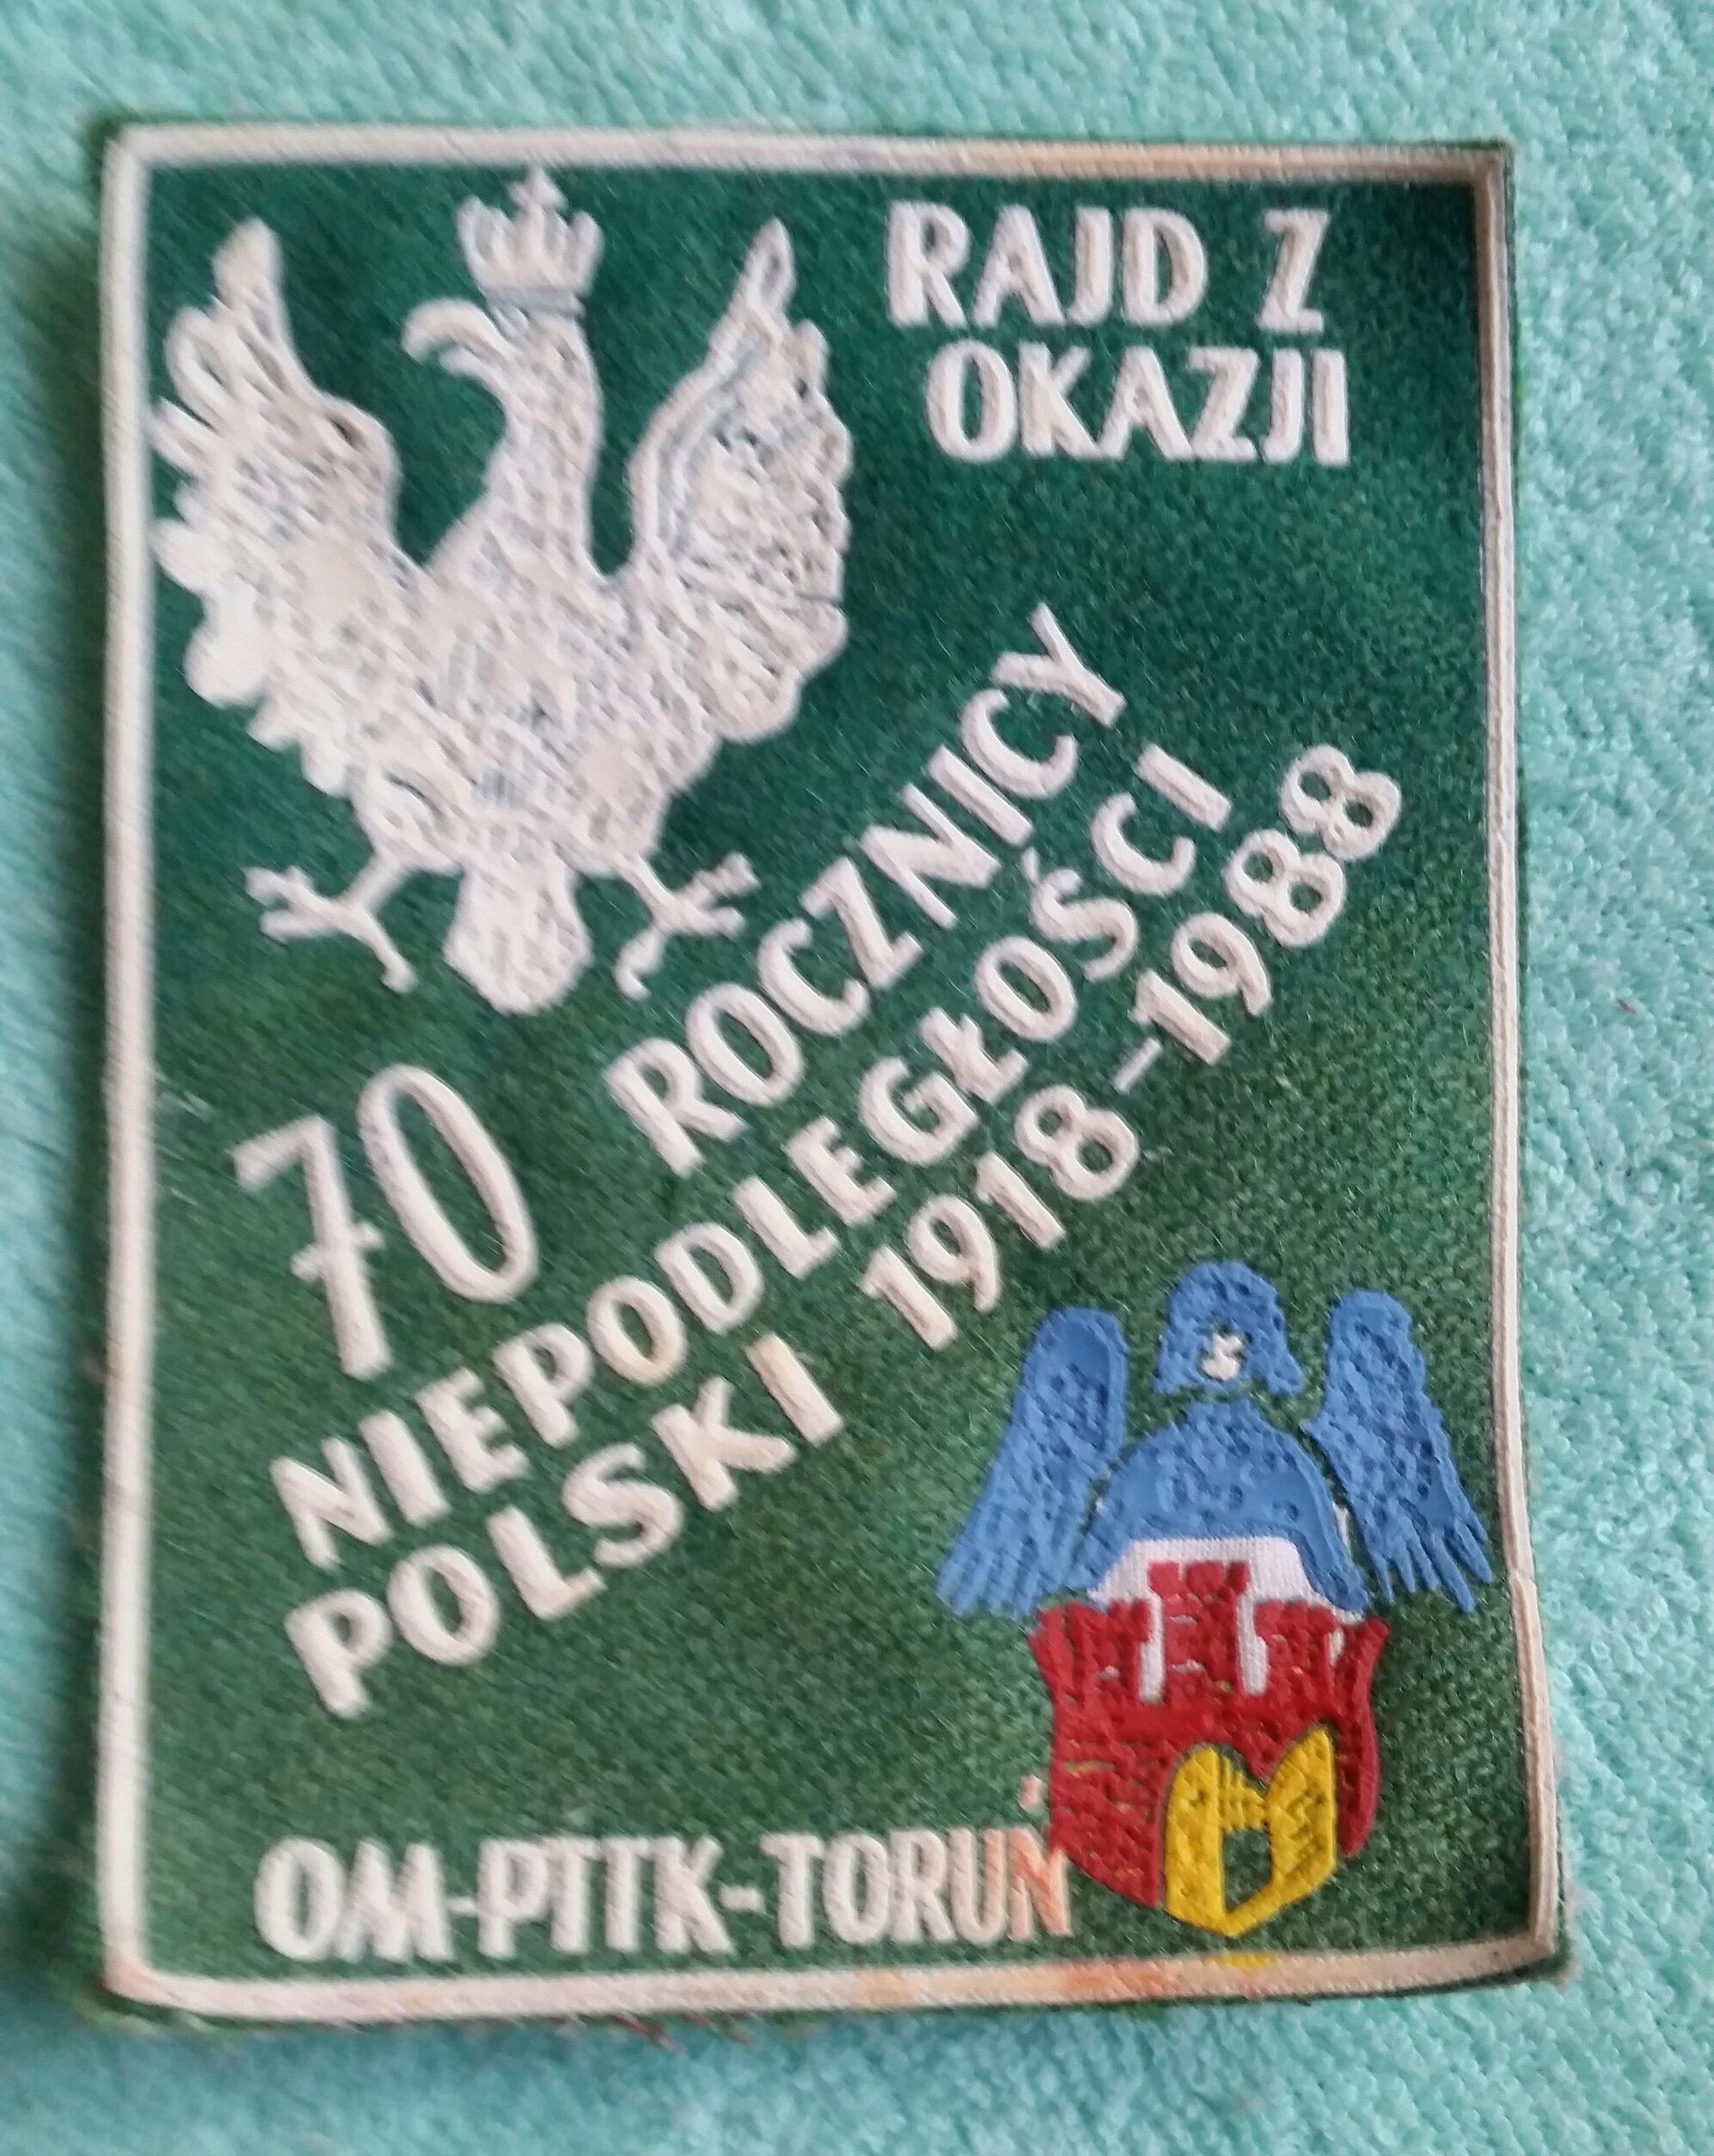 RAJD Z
OKAZJI
70 ROCZNICY
NIEPODLEGŁOŚCI
POLSKI 1918-1988
OM-PTTK-TORUŃ